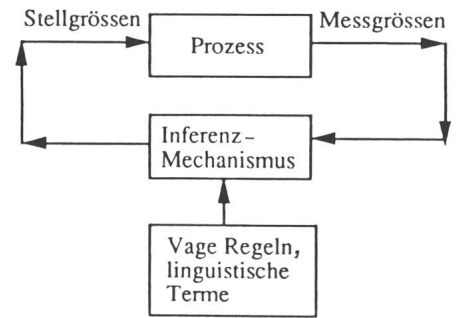 Stellgrössen
Messgrössen
Prozess
Inferenz-
Mechanismus
Vage Regeln,
linguistische
Terme